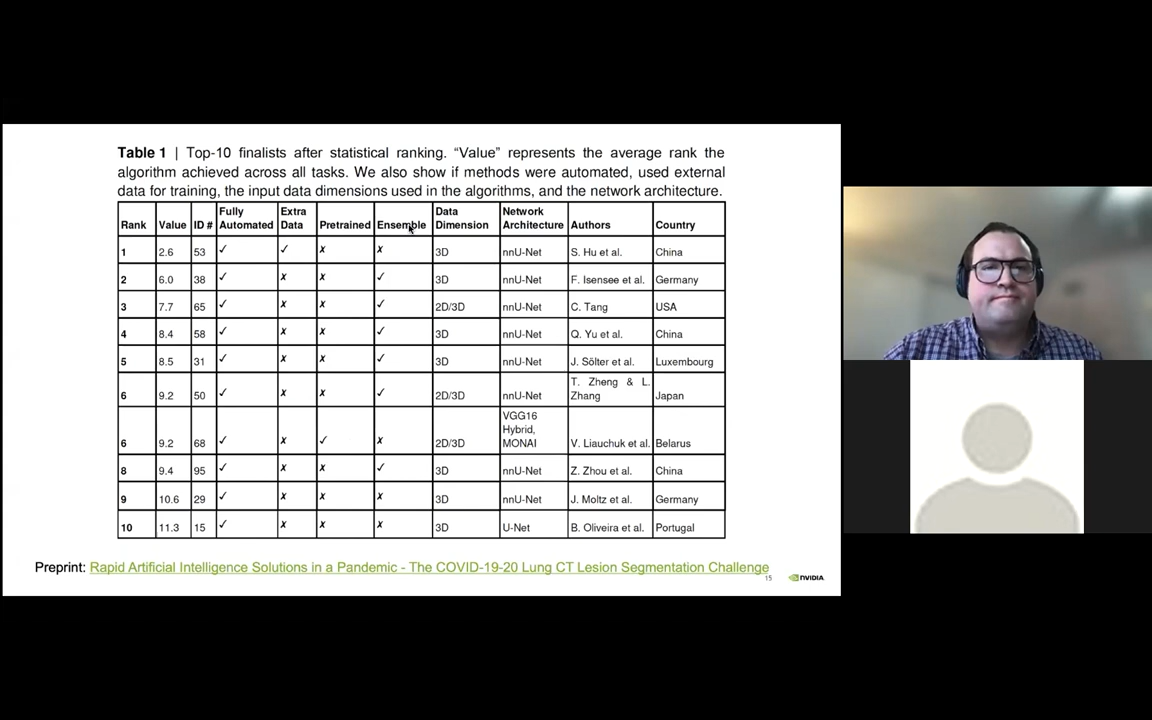 Table 1 | Top-10 finalists after statistical ranking. “Value” represents the average rank the
algorithm achieved across all tasks. We also show if methods were automated, used external
data for training, the input data dimensions used in the algorithms, and the network architecture.
Rank Value ID # Fully Automated Extra Data Pretrained Ensemble Data Dimension Network Architecture Authors Country
1 2.6 53 ✓ ✓ ✗ ✗ 3D nnU-Net S. Hu et al. China
2 6.0 38 ✓ ✗ ✗ ✓ 3D nnU-Net F. Isensee et al. Germany
3 7.7 65 ✓ ✗ ✗ ✓ 2D/3D nnU-Net C. Tang USA
4 8.4 58 ✓ ✗ ✗ ✓ 3D nnU-Net Q. Yu et al. China
5 8.5 31 ✓ ✗ ✗ ✓ 3D nnU-Net J. Sölter et al. Luxembourg
6 9.2 50 ✓ ✗ ✗ ✓ 2D/3D nnU-Net T. Zheng & L. Zhang Japan
6 9.2 68 ✓ ✗ ✓ ✗ 2D/3D VGG16 Hybrid, MONAI V. Liauchuk et al. Belarus
8 9.4 95 ✓ ✗ ✗ ✓ 3D nnU-Net Z. Zhou et al. China
9 10.6 29 ✓ ✗ ✗ ✗ 3D nnU-Net J. Moltz et al. Germany
10 11.3 15 ✓ ✗ ✗ ✗ 3D U-Net B. Oliveira et al. Portugal
Preprint: Rapid Artificial Intelligence Solutions in a Pandemic - The COVID-19-20 Lung CT Lesion Segmentation Challenge
15 NVIDIA